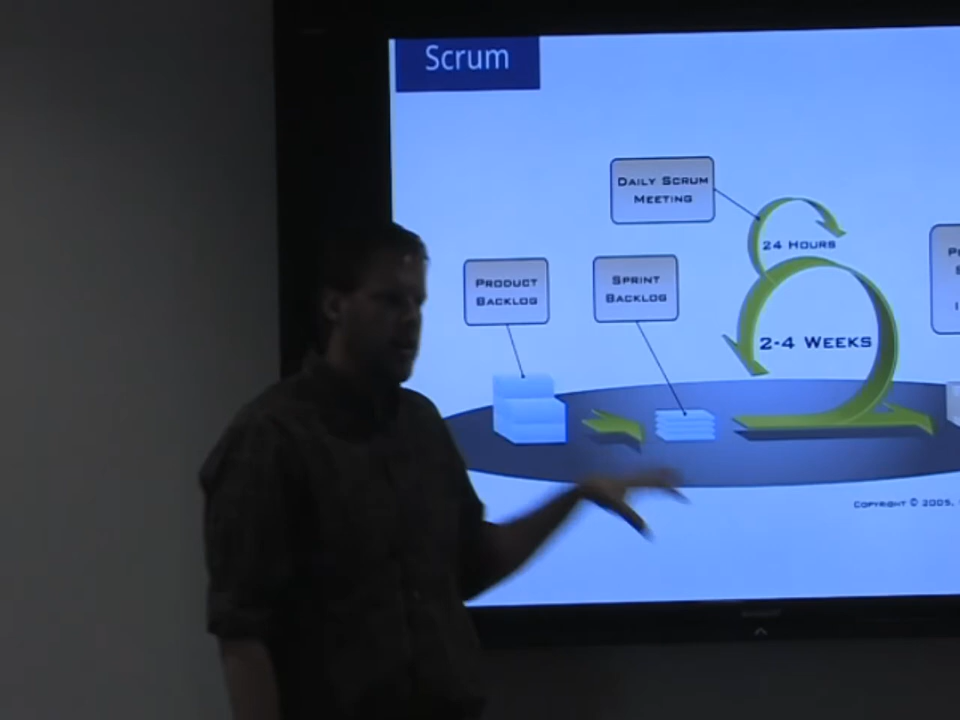 Scrum
DAILY SCRUM
MEETING
24 HOURS
PRODUCT
BACKLOG
SPRINT
BACKLOG
2-4 WEEKS
COPYRIGHT © 2005,